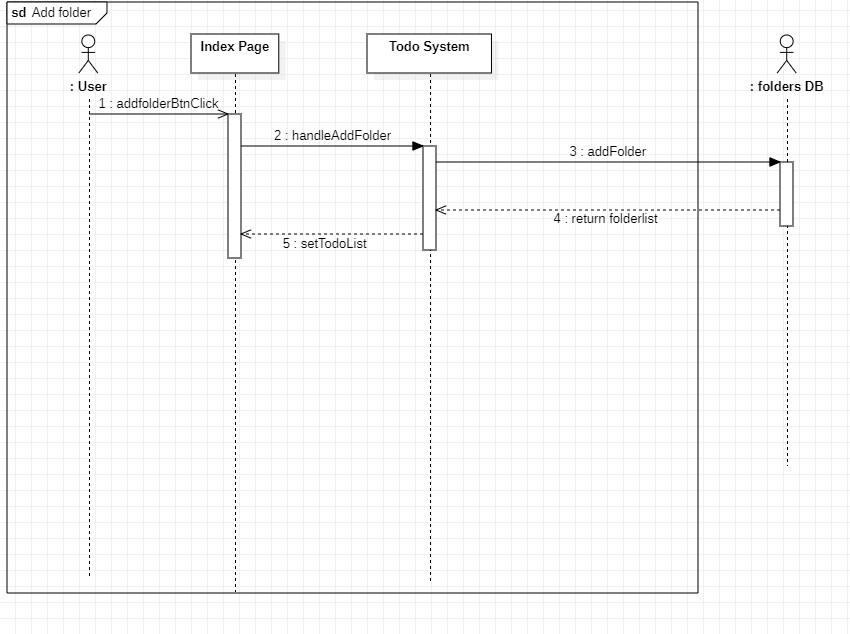 sd Add folder
Index Page
Todo System
: User
: folders DB
1 : addfolderBtnClick
2 : handleAddFolder
3 : addFolder
4 : return folderlist
5 : setTodoList